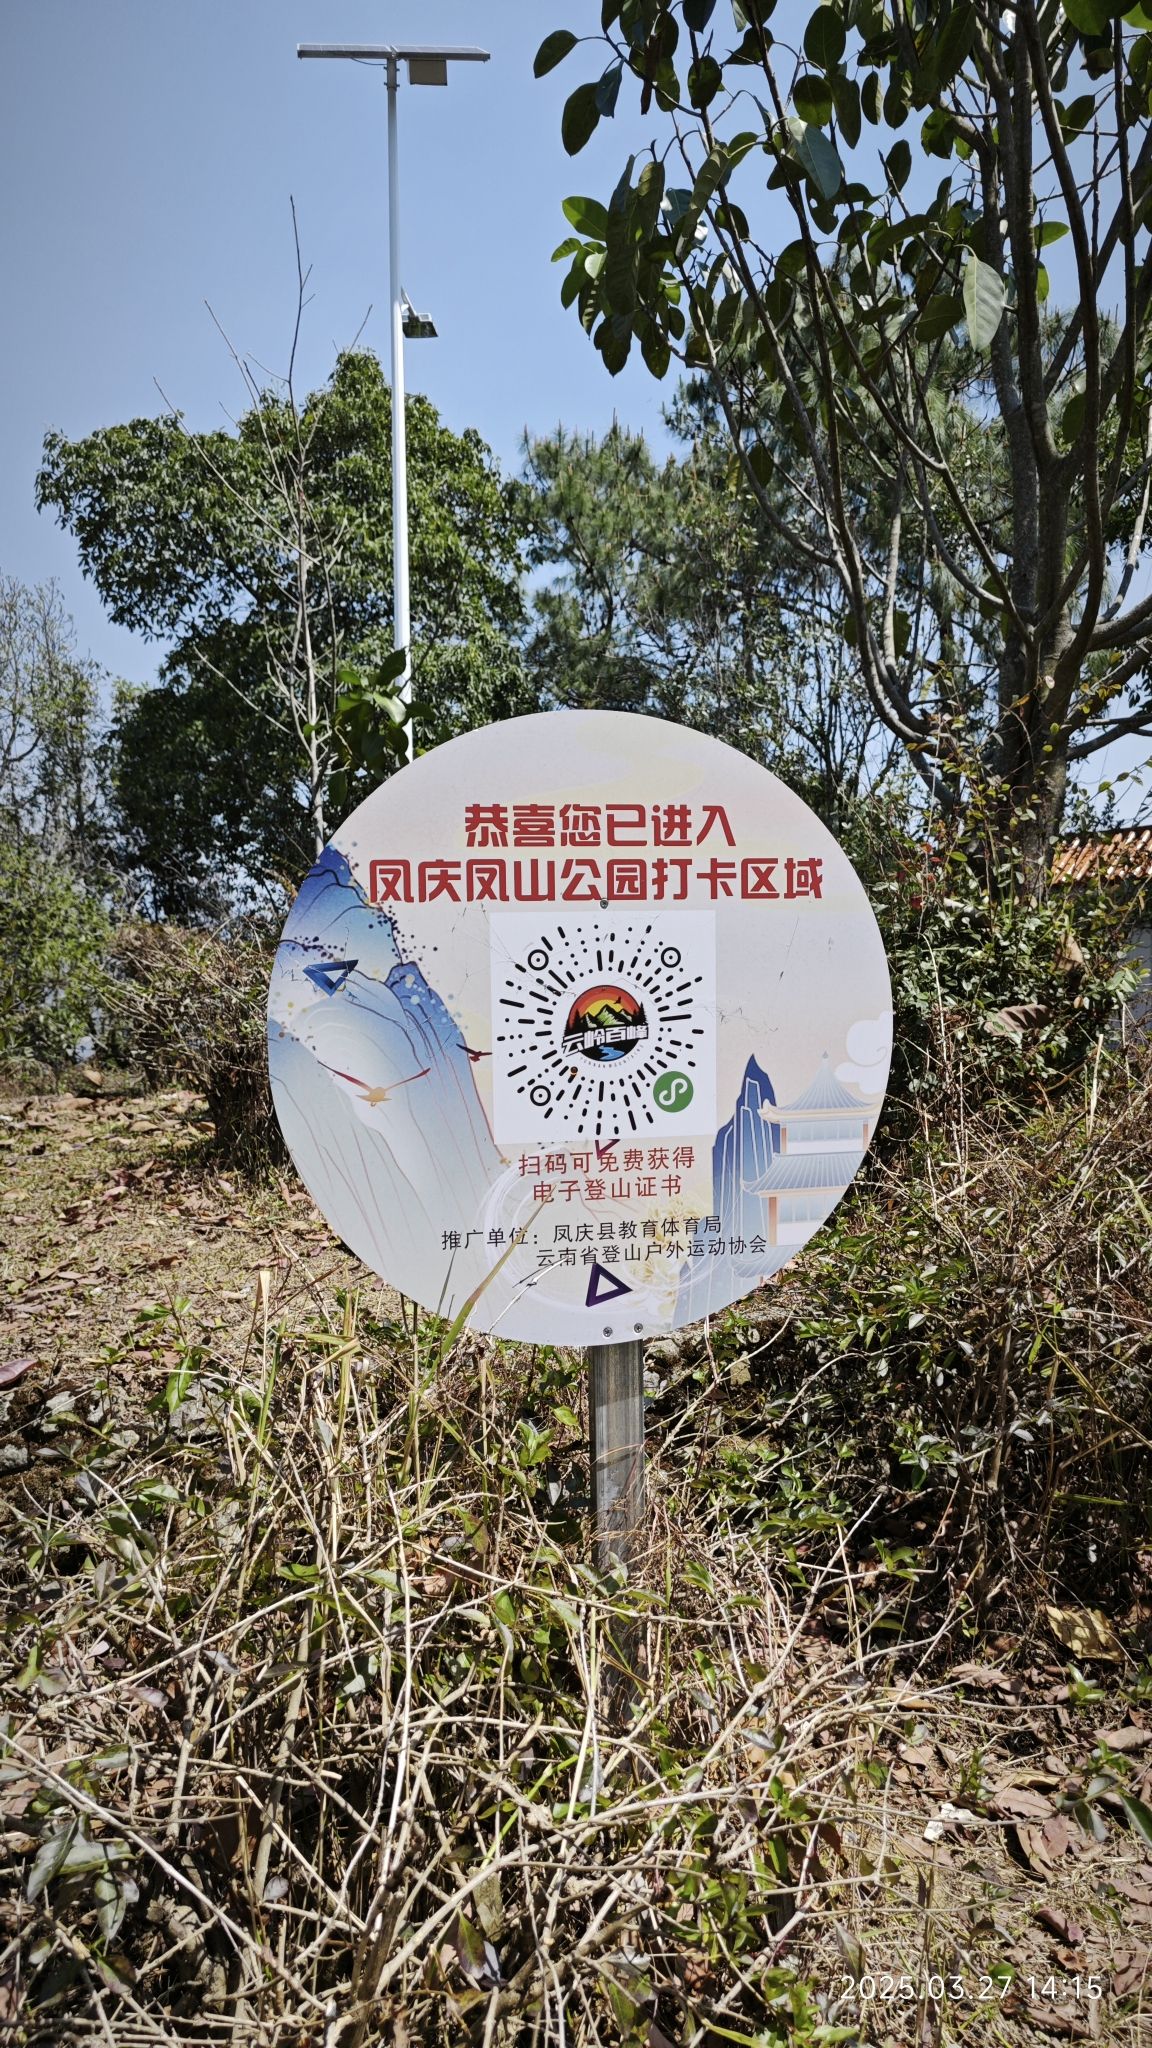 恭喜您已进入
凤庆凤山公园打卡区域
云岭百峰
扫码可免费获得
电子登山证书
推广单位：凤庆县教育体育局
云南省登山户外运动协会
2025.03.27 14:15